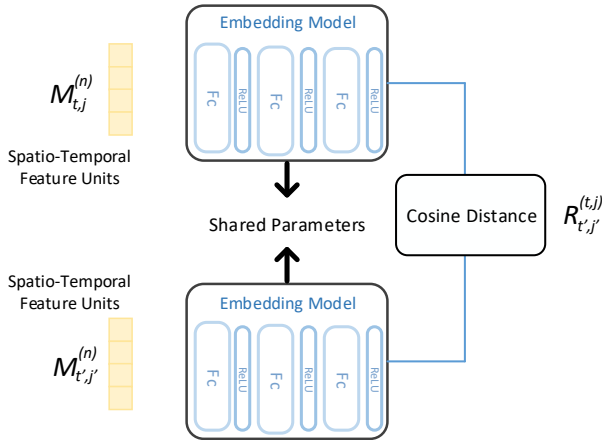 Embedding Model
Fc
ReLU
Fc
ReLU
Fc
ReLU
M_{t,j}^{(n)}
Spatio-Temporal
Feature Units
Shared Parameters
Cosine Distance
R_{t',j'}^{(t,j)}
Spatio-Temporal
Feature Units
M_{t',j'}^{(n)}
Embedding Model
Fc
ReLU
Fc
ReLU
Fc
ReLU